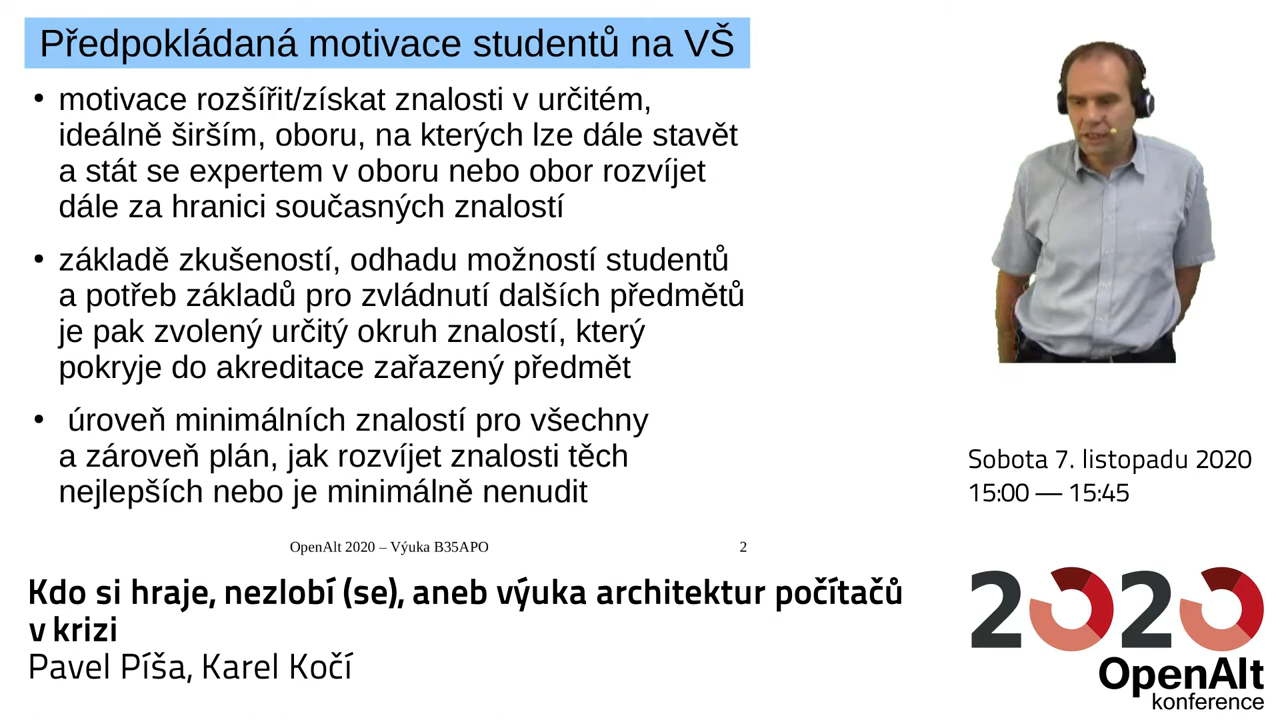 Předpokládaná motivace studentů na VŠ
• motivace rozšířit/získat znalosti v určitém,
ideálně širším, oboru, na kterých lze dále stavět
a stát se expertem v oboru nebo obor rozvíjet
dále za hranici současných znalostí
• základě zkušeností, odhadu možností studentů
a potřeb základů pro zvládnutí dalších předmětů
je pak zvolený určitý okruh znalostí, který
pokryje do akreditace zařazený předmět
• úroveň minimálních znalostí pro všechny
a zároveň plán, jak rozvíjet znalosti těch
nejlepších nebo je minimálně nenudit
OpenAlt 2020 – Výuka B35APO 2
Kdo si hraje, nezlobí (se), aneb výuka architektur počítačů
v krizi
Pavel Píša, Karel Kočí
Sobota 7. listopadu 2020
15:00 — 15:45
2020
OpenAlt
konference